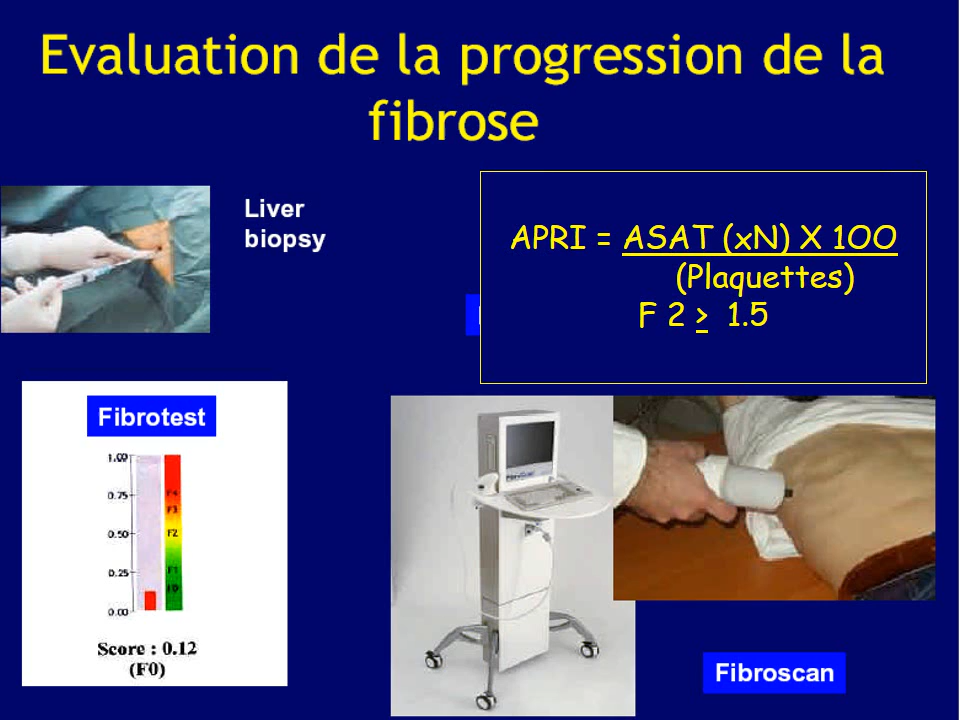 Evaluation de la progression de la
fibrose
Liver
biopsy
APRI = ASAT (xN) X 100
(Plaquettes)
F 2 > 1.5
Fibrotest
1.00
0.75
0.50
0.25
0.00
F4
F3
F2
F1
F0
Score : 0.12
(F0)
Fibroscan